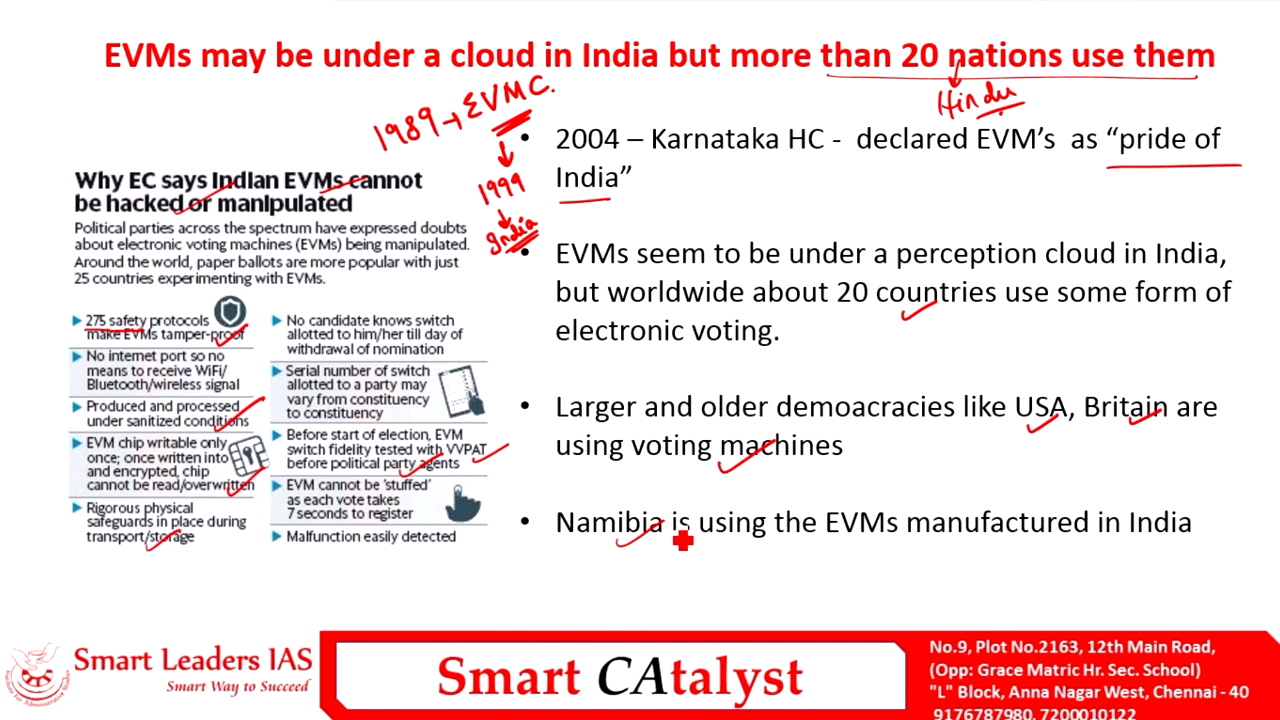 EVMs may be under a cloud in India but more than 20 nations use them
Hindu
1989 → EVM C.
1999
India
Why EC says Indian EVMs cannot
be hacked or manipulated
Political parties across the spectrum have expressed doubts
about electronic voting machines (EVMs) being manipulated.
Around the world, paper ballots are more popular with just
25 countries experimenting with EVMs.
275 safety protocols
make EVMs tamper-proof
No internet port so no
means to receive WiFi/
Bluetooth/wireless signal
Produced and processed
under sanitized conditions
EVM chip writable only
once; once written into
and encrypted, chip
cannot be read/overwritten
Rigorous physical
safeguards in place during
transport/storage
No candidate knows switch
allotted to him/her till day of
withdrawal of nomination
Serial number of switch
allotted to a party may
vary from constituency
to constituency
Before start of election, EVM
switch fidelity tested with VVPAT
before political party agents
EVM cannot be 'stuffed'
as each vote takes
7 seconds to register
Malfunction easily detected
• 2004 – Karnataka HC - declared EVM's as “pride of
India”
• EVMs seem to be under a perception cloud in India,
but worldwide about 20 countries use some form of
electronic voting.
• Larger and older demoacracies like USA, Britain are
using voting machines
• Namibia is using the EVMs manufactured in India
Smart Leaders IAS
Smart Way to Succeed
Smart CAtalyst
No.9, Plot No.2163, 12th Main Road,
(Opp: Grace Matric Hr. Sec. School)
"L" Block, Anna Nagar West, Chennai - 40
9176787980, 7200010122